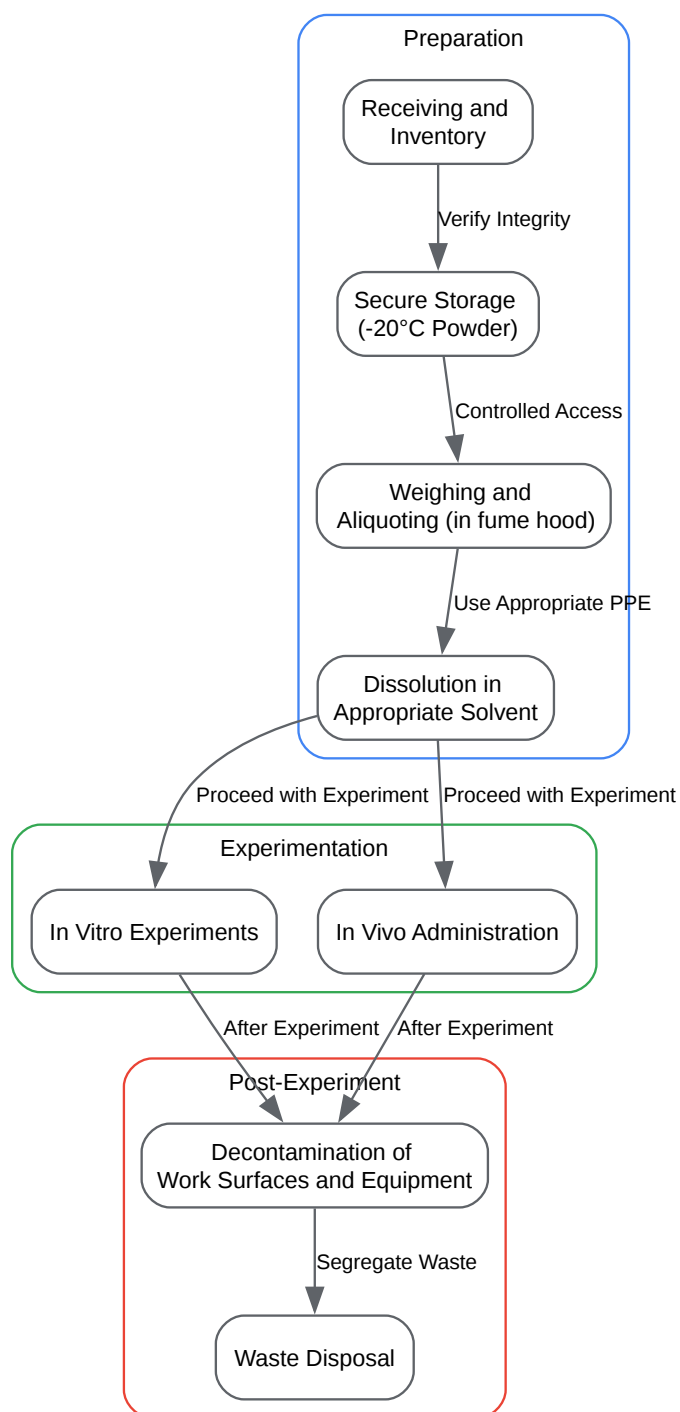 Preparation
Receiving and
Inventory
Verify Integrity
Secure Storage
(-20°C Powder)
Controlled Access
Weighing and
Aliquoting (in fume hood)
Use Appropriate PPE
Dissolution in
Appropriate Solvent
Proceed with Experiment
Proceed with Experiment
Experimentation
In Vitro Experiments
In Vivo Administration
After Experiment
After Experiment
Post-Experiment
Decontamination of
Work Surfaces and Equipment
Segregate Waste
Waste Disposal